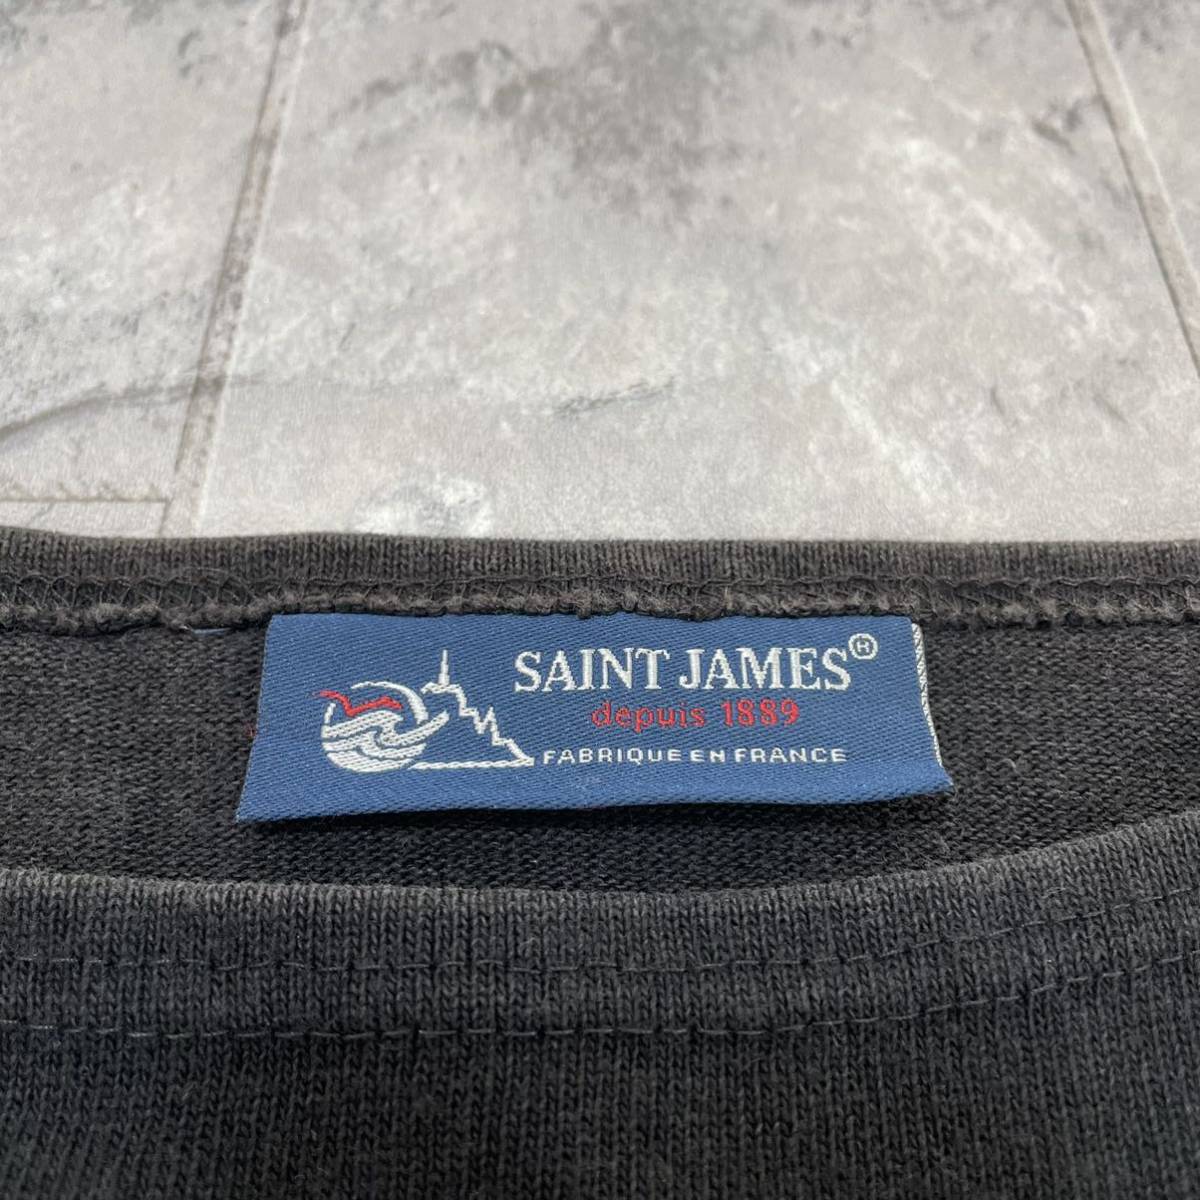 SAINT JAMES®
depuis 1889
FABRIQUE EN FRANCE